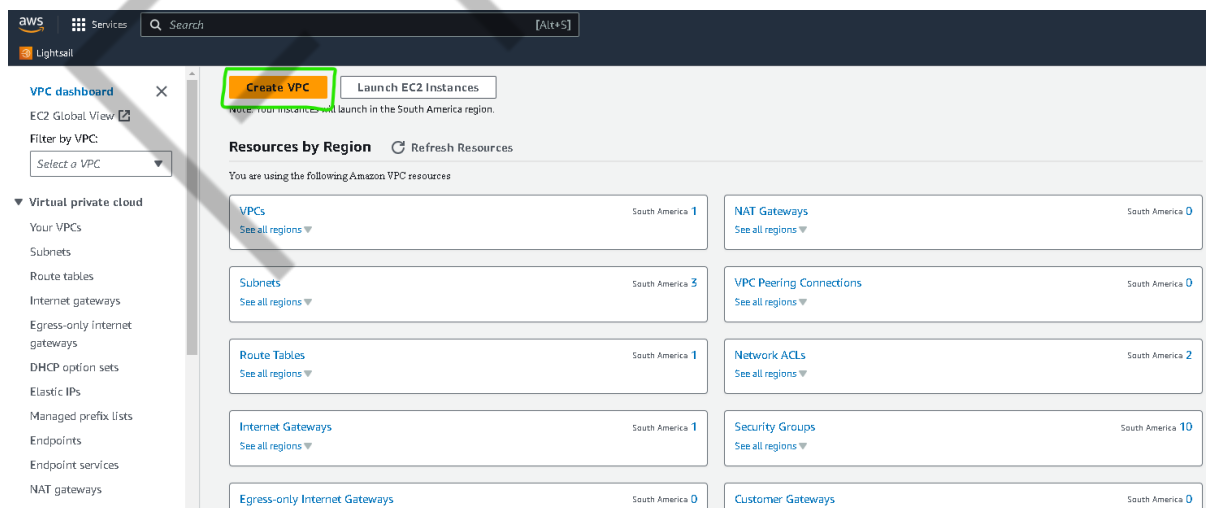 aws
Services
Search [Alt+S]
Lightsail
VPC dashboard
EC2 Global View
Filter by VPC:
Select a VPC
Virtual private cloud
Your VPCs
Subnets
Route tables
Internet gateways
Egress-only internet
gateways
DHCP option sets
Elastic IPs
Managed prefix lists
Endpoints
Endpoint services
NAT gateways
Create VPC
Launch EC2 Instances
Note: Your Instances will launch in the South America region.
Resources by Region
Refresh Resources
You are using the following Amazon VPC resources
VPCs South America 1
See all regions
NAT Gateways South America 0
See all regions
Subnets South America 3
See all regions
VPC Peering Connections South America 0
See all regions
Route Tables South America 1
See all regions
Network ACLs South America 2
See all regions
Internet Gateways South America 1
See all regions
Security Groups South America 10
See all regions
Egress-only Internet Gateways South America 0
Customer Gateways South America 0